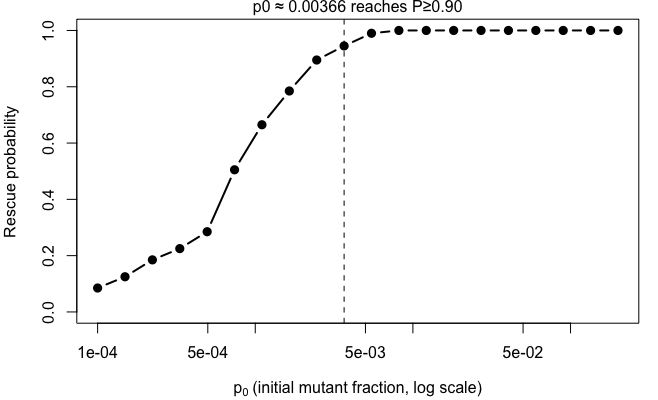 p0 ≈ 0.00366 reaches P≥0.90
Rescue probability
1.0
0.8
0.6
0.4
0.2
0.0
1e-04 5e-04 5e-03 5e-02
p₀ (initial mutant fraction, log scale)